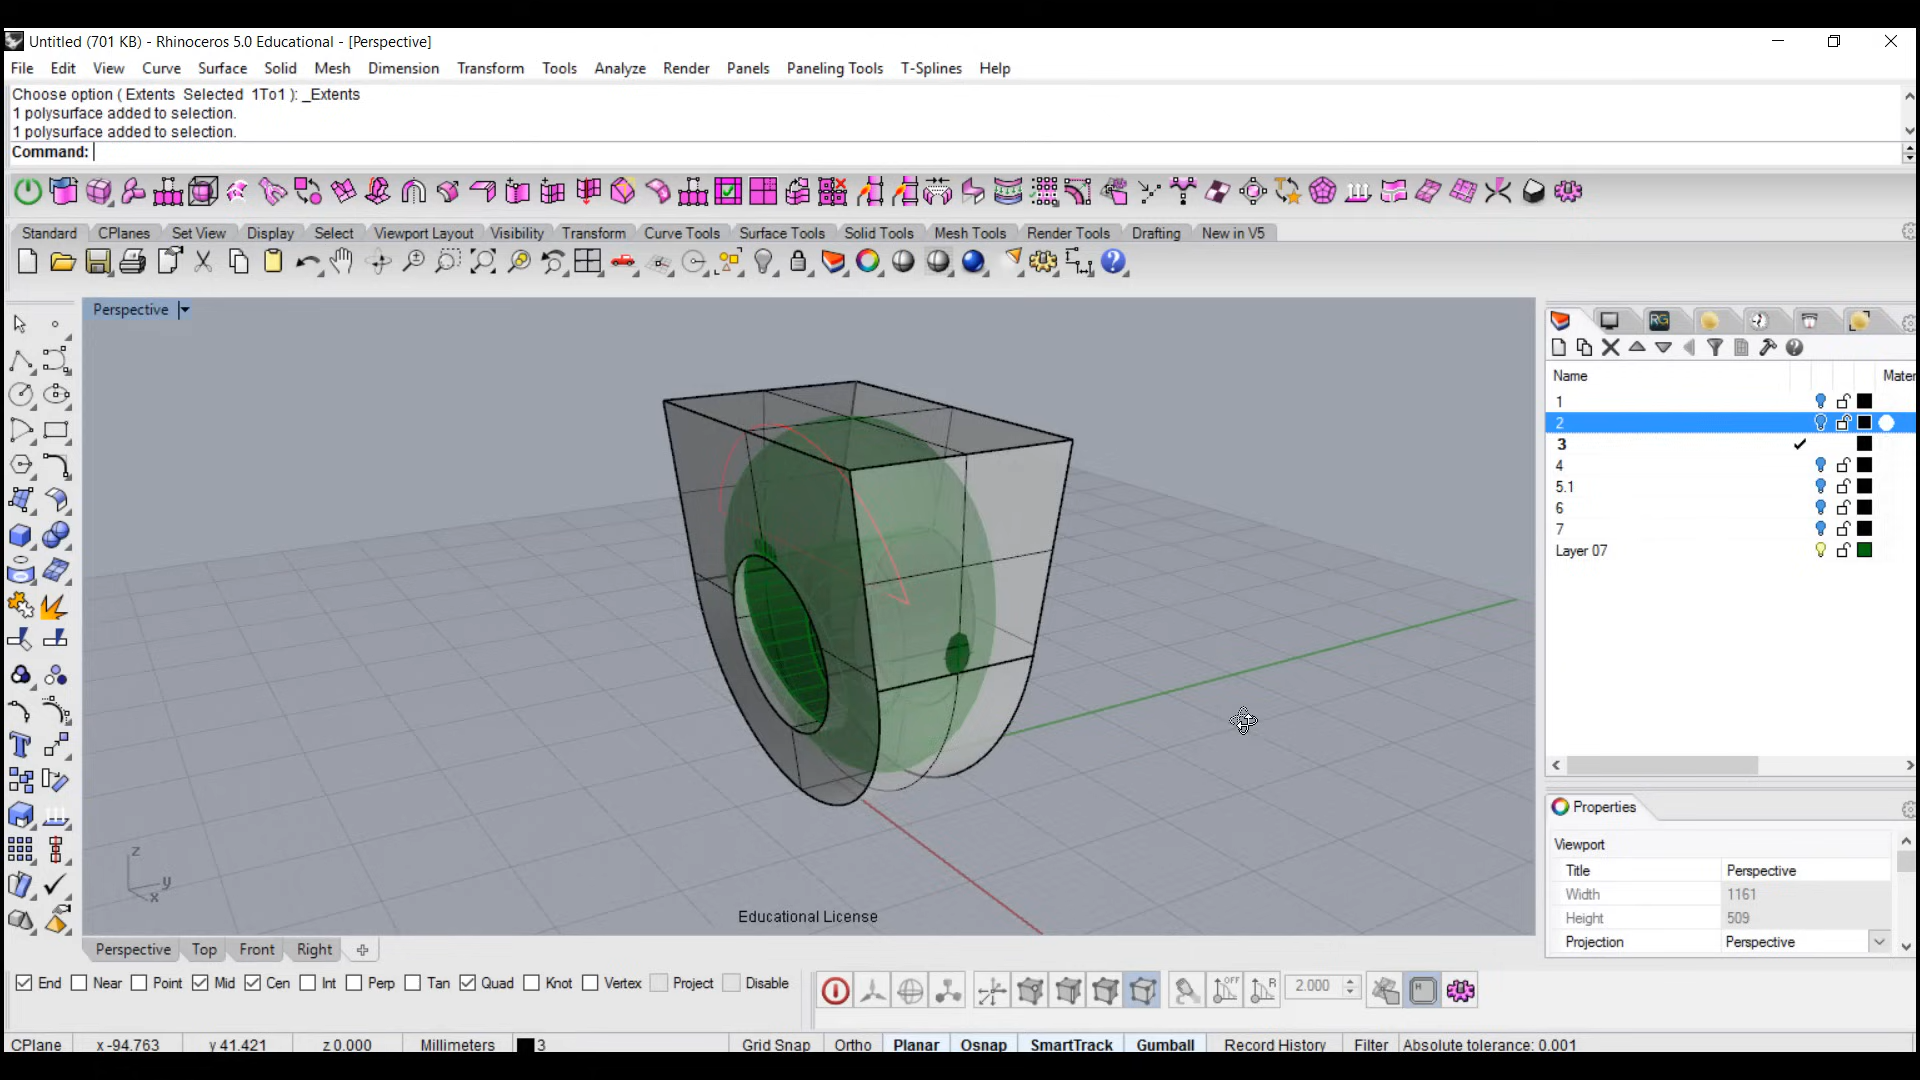 Untitled (701 KB) - Rhinoceros 5.0 Educational - [Perspective]
File Edit View Curve Surface Solid Mesh Dimension Transform Tools Analyze Render Panels Paneling Tools T-Splines Help
Choose option ( Extents Selected 1To1 ): _Extents
1 polysurface added to selection.
1 polysurface added to selection.
Command:
Standard CPlanes Set View Display Select Viewport Layout Visibility Transform Curve Tools Surface Tools Solid Tools Mesh Tools Render Tools Drafting New in V5
Perspective
RG
Name Mater
1
2
3
4
5.1
6
7
Layer 07
Properties
Viewport
Title Perspective
Width 1161
Height 509
Projection Perspective
z
y
x
Educational License
Perspective Top Front Right
End Near Point Mid Cen Int Perp Tan Quad Knot Vertex Project Disable
OFF R 2.000 H
CPlane x -94.763 y 41.421 z 0.000 Millimeters 3 Grid Snap Ortho Planar Osnap SmartTrack Gumball Record History Filter Absolute tolerance: 0.001